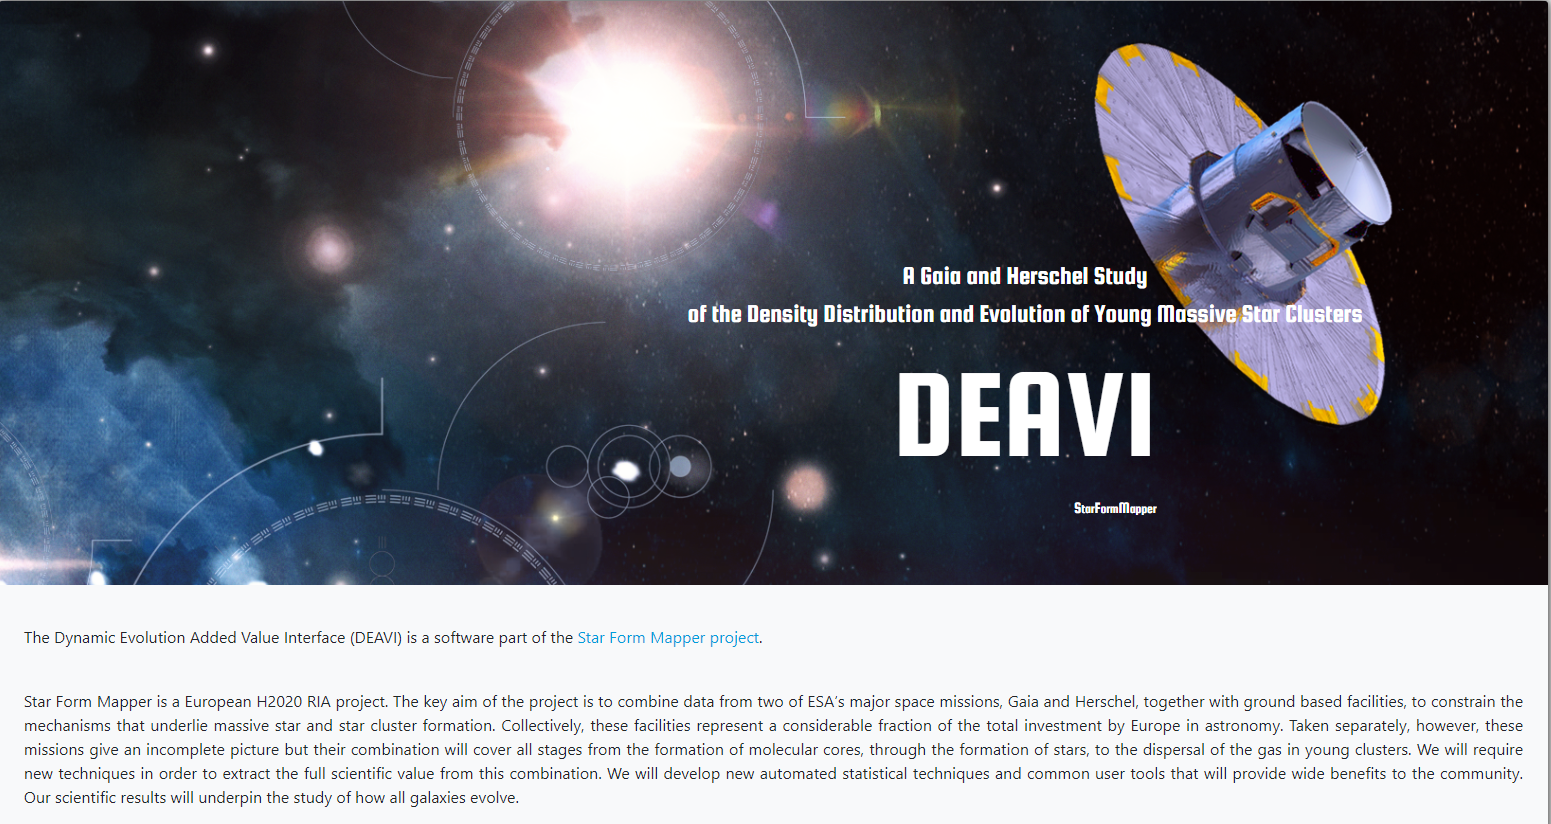 A Gaia and Herschel Study
of the Density Distribution and Evolution of Young Massive Star Clusters
DEAVI
StarFormMapper
The Dynamic Evolution Added Value Interface (DEAVI) is a software part of the Star Form Mapper project.
Star Form Mapper is a European H2020 RIA project. The key aim of the project is to combine data from two of ESA's major space missions, Gaia and Herschel, together with ground based facilities, to constrain the
mechanisms that underlie massive star and star cluster formation. Collectively, these facilities represent a considerable fraction of the total investment by Europe in astronomy. Taken separately, however, these
missions give an incomplete picture but their combination will cover all stages from the formation of molecular cores, through the formation of stars, to the dispersal of the gas in young clusters. We will require
new techniques in order to extract the full scientific value from this combination. We will develop new automated statistical techniques and common user tools that will provide wide benefits to the community.
Our scientific results will underpin the study of how all galaxies evolve.